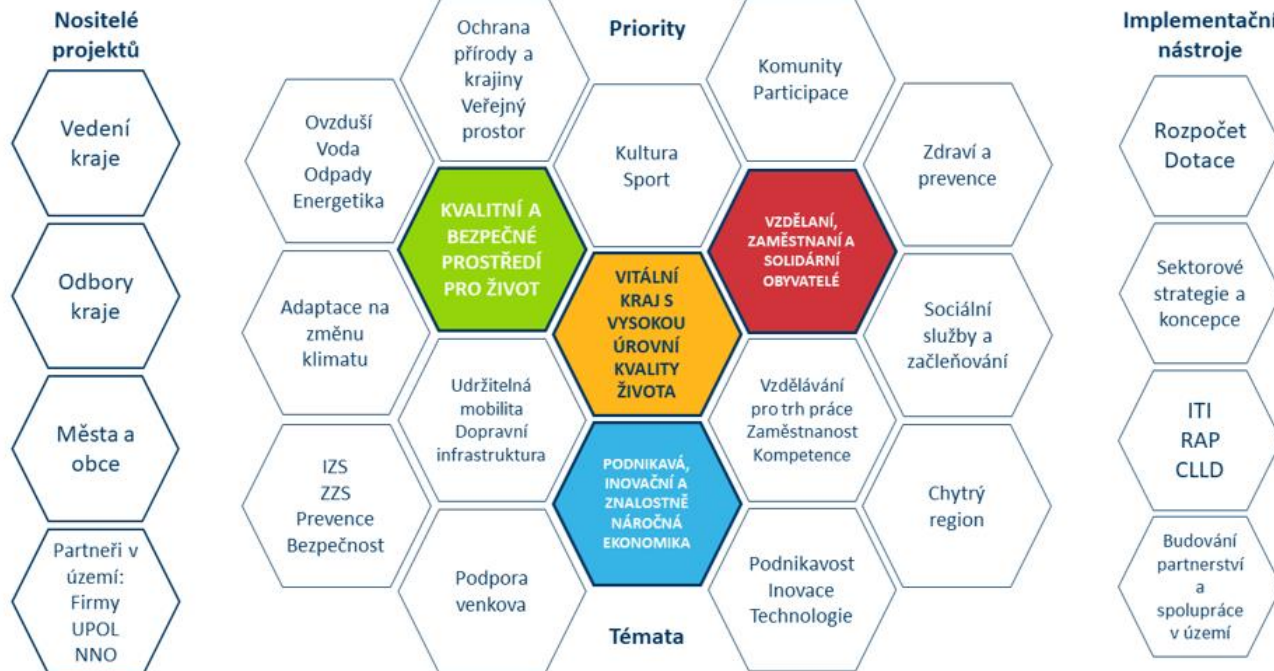 Nositelé
projektů
Vedení
kraje
Odbory
kraje
Města a
obce
Partneři v
území:
Firmy
UPOL
NNO
Priority
Ochrana
přírody a
krajiny
Veřejný
prostor
Komunity
Participace
Ovzduší
Voda
Odpady
Energetika
Kultura
Sport
Zdraví a
prevence
KVALITNÍ A
BEZPEČNÉ
PROSTŘEDÍ
PRO ŽIVOT
VZDĚLANÍ,
ZAMĚSTNANÍ A
SOLIDÁRNÍ
OBYVATELÉ
Adaptace na
změnu
klimatu
VITÁLNÍ
KRAJ S
VYSOKOU
ÚROVNÍ
KVALITY
ŽIVOTA
Sociální
služby a
začleňování
Udržitelná
mobilita
Dopravní
infrastruktura
Vzdělávání
pro trh práce
Zaměstnanost
Kompetence
IZS
ZZS
Prevence
Bezpečnost
PODNIKAVÁ,
INOVAČNÍ A
ZNALOSTNĚ
NÁROČNÁ
EKONOMIKA
Chytrý
region
Podpora
venkova
Podnikavost
Inovace
Technologie
Témata
Implementační
nástroje
Rozpočet
Dotace
Sektorové
strategie a
koncepce
ITI
RAP
CLLD
Budování
partnerství
a
spolupráce
v území